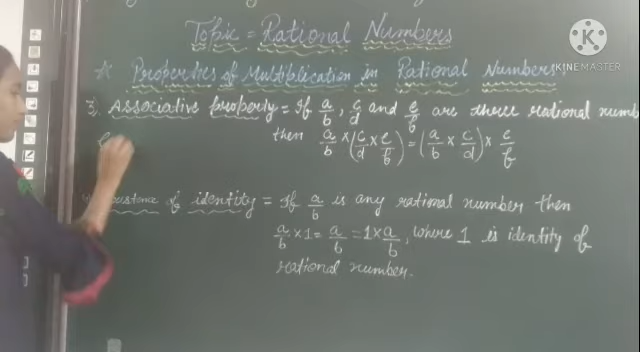 Topic = Rational Numbers
* Properties of Multiplication in Rational Numbers
3) Associative property = If a/b, c/d and e/f are three rational numb
then a/b × (c/d × e/f) = (a/b × c/d) × e/f
of identity = If a/b is any rational number then
a/b × 1 = a/b = 1 × a/b, where 1 is identity of
rational number.
K
KINEMASTER